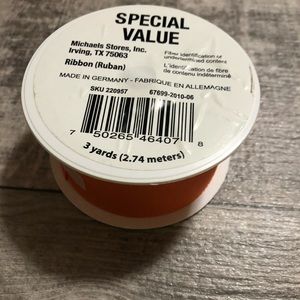 SPECIAL
VALUE
Michaels Stores, Inc.
Irving, TX 75063
Ribbon (Ruban)
Fiber identification of
undetermined content
L'identification de fibre
de contenu indéterminé
MADE IN GERMANY - FABRIQUE EN ALLEMAGNE
SKU 220957 67699-2010-06
7 50265 46407 8
3 yards (2.74 meters)